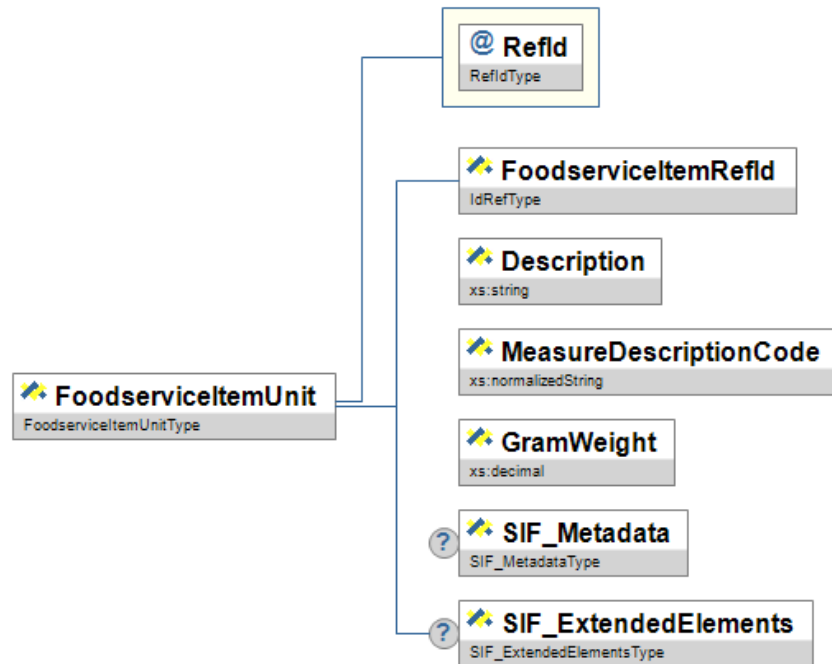 @ RefId
RefIdType
FoodserviceItemRefId
IdRefType
Description
xs:string
MeasureDescriptionCode
xs:normalizedString
FoodserviceItemUnit
FoodserviceItemUnitType
GramWeight
xs:decimal
? SIF_Metadata
SIF_MetadataType
? SIF_ExtendedElements
SIF_ExtendedElementsType